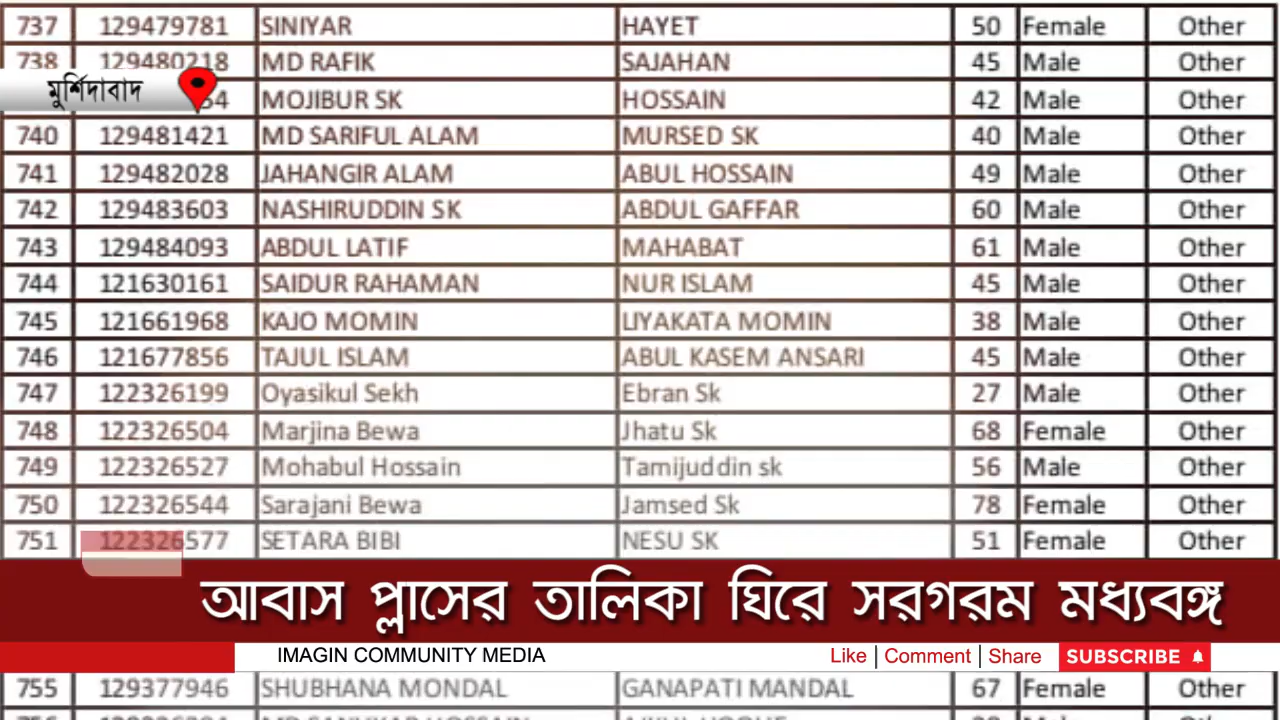 737 129479781 SINIYAR HAYET 50 Female Other
738 129480218 MD RAFIK SAJAHAN 45 Male Other
মুর্শিদাবাদ
MOJIBUR SK HOSSAIN 42 Male Other
740 129481421 MD SARIFUL ALAM MURSED SK 40 Male Other
741 129482028 JAHANGIR ALAM ABUL HOSSAIN 49 Male Other
742 129483603 NASHIRUDDIN SK ABDUL GAFFAR 60 Male Other
743 129484093 ABDUL LATIF MAHABAT 61 Male Other
744 121630161 SAIDUR RAHAMAN NUR ISLAM 45 Male Other
745 121661968 KAJO MOMIN LIYAKATA MOMIN 38 Male Other
746 121677856 TAJUL ISLAM ABUL KASEM ANSARI 45 Male Other
747 122326199 Oyasikul Sekh Ebran Sk 27 Male Other
748 122326504 Marjina Bewa Jhatu Sk 68 Female Other
749 122326527 Mohabul Hossain Tamijuddin sk 56 Male Other
750 122326544 Sarajani Bewa Jamsed Sk 78 Female Other
751 122326577 SETARA BIBI NESU SK 51 Female Other
আবাস প্লাসের তালিকা ঘিরে সরগরম মধ্যবঙ্গ
IMAGIN COMMUNITY MEDIA Like | Comment | Share SUBSCRIBE
755 129377946 SHUBHANA MONDAL GANAPATI MANDAL 67 Female Other